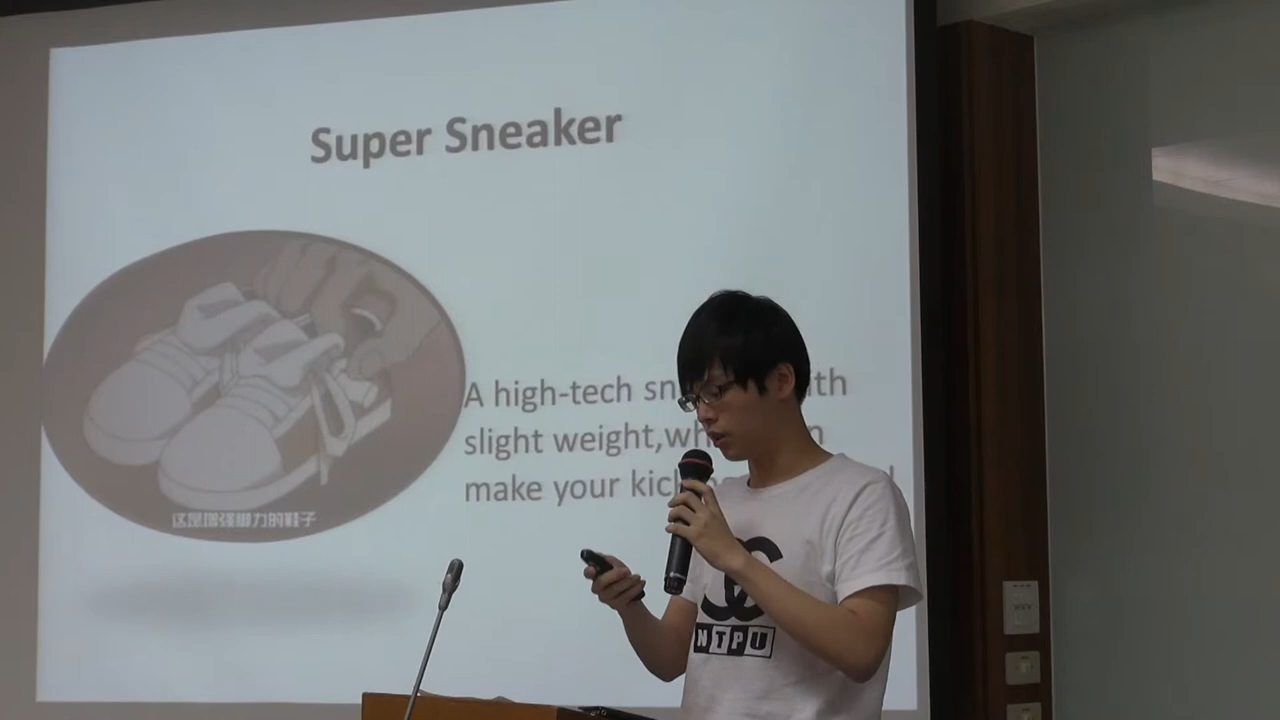 Super Sneaker
A high-tech ith
slight weight,wh n
make your kick
这是增强脚力的鞋子
NTPU